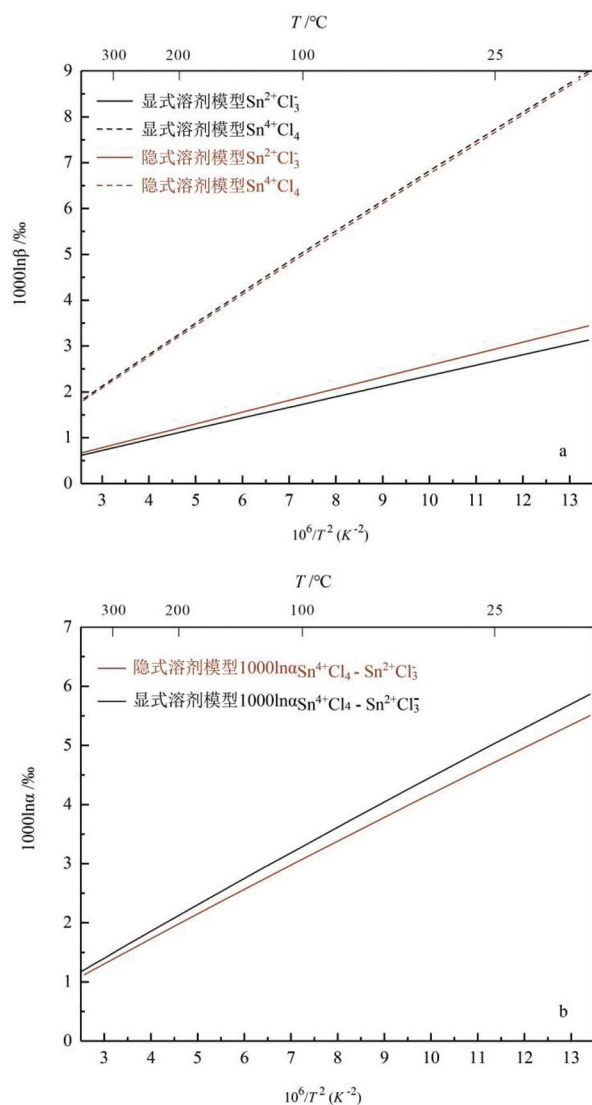 T /°C
300 200 100 25
9
8
7
6
5
4
3
2
1
0
1000lnβ /‰
显式溶剂模型Sn²⁺Cl₃⁻
显式溶剂模型Sn⁴⁺Cl₄
隐式溶剂模型Sn²⁺Cl₃⁻
隐式溶剂模型Sn⁴⁺Cl₄
a
3 4 5 6 7 8 9 10 11 12 13
10⁶/T² (K⁻²)
T /°C
300 200 100 25
7
6
5
4
3
2
1
0
1000lnα /‰
隐式溶剂模型1000lnαSn⁴⁺Cl₄ - Sn²⁺Cl₃⁻
显式溶剂模型1000lnαSn⁴⁺Cl₄ - Sn²⁺Cl₃⁻
b
3 4 5 6 7 8 9 10 11 12 13
10⁶/T² (K⁻²)